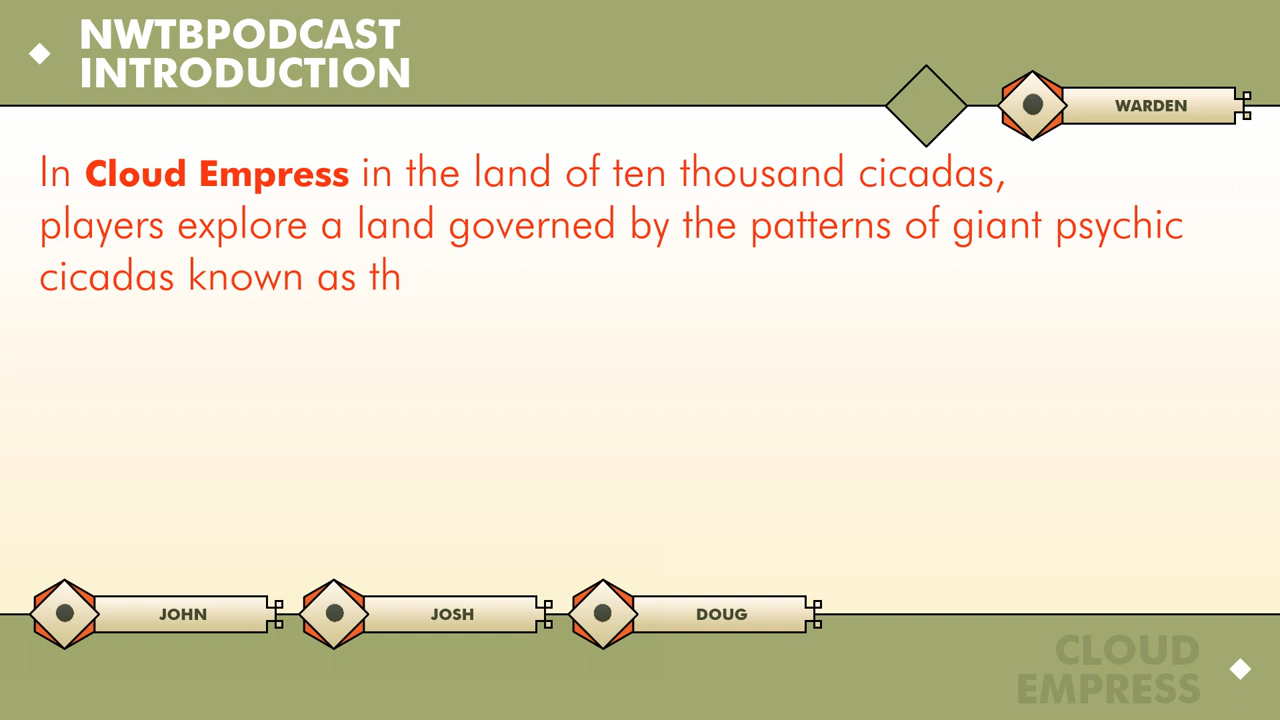 NWTBPODCAST
INTRODUCTION
WARDEN
In Cloud Empress in the land of ten thousand cicadas,
players explore a land governed by the patterns of giant psychic
cicadas known as th
JOHN
JOSH
DOUG
CLOUD
EMPRESS